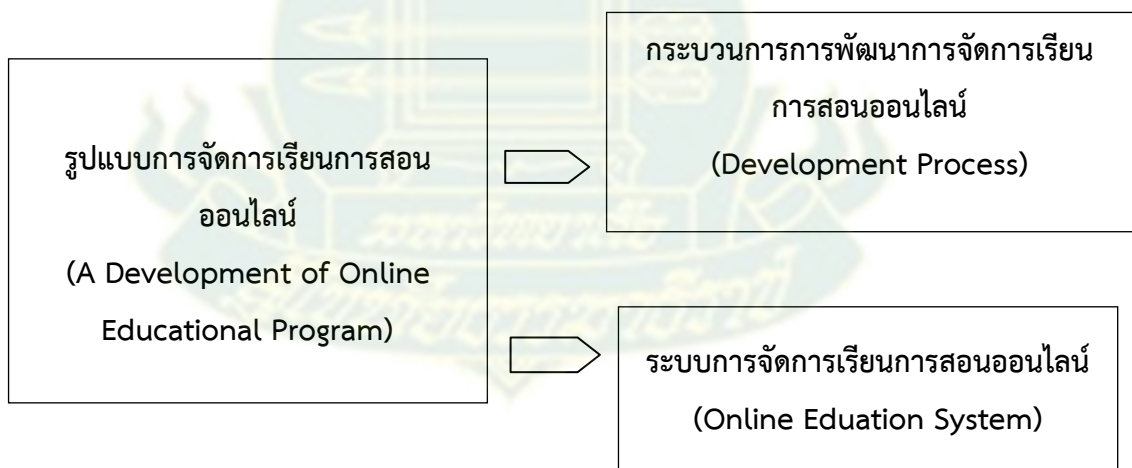 รูปแบบการจัดการเรียนการสอน
ออนไลน์
(A Development of Online
Educational Program)
กระบวนการการพัฒนาการจัดการเรียน
การสอนออนไลน์
(Development Process)
ระบบการจัดการเรียนการสอนออนไลน์
(Online Eduation System)